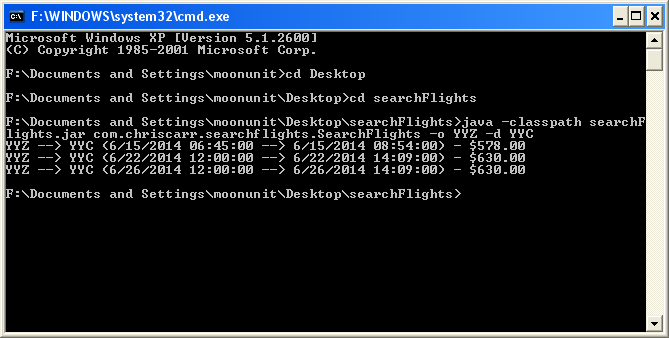 F:\WINDOWS\system32\cmd.exe
Microsoft Windows XP [Version 5.1.2600]
(C) Copyright 1985-2001 Microsoft Corp.
F:\Documents and Settings\moonunit>cd Desktop
F:\Documents and Settings\moonunit\Desktop>cd searchFlights
F:\Documents and Settings\moonunit\Desktop\searchFlights>java -classpath searchF
lights.jar com.chriscarr.searchflights.SearchFlights -o YYZ -d YYC
YYZ --> YYC (6/15/2014 06:45:00 --> 6/15/2014 08:54:00) - $578.00
YYZ --> YYC (6/22/2014 12:00:00 --> 6/22/2014 14:09:00) - $630.00
YYZ --> YYC (6/26/2014 12:00:00 --> 6/26/2014 14:09:00) - $630.00
F:\Documents and Settings\moonunit\Desktop\searchFlights>